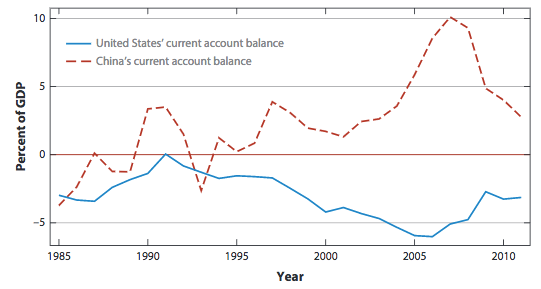 10
5
0
−5
Percent of GDP
United States' current account balance
China's current account balance
1985
1990
1995
2000
2005
2010
Year